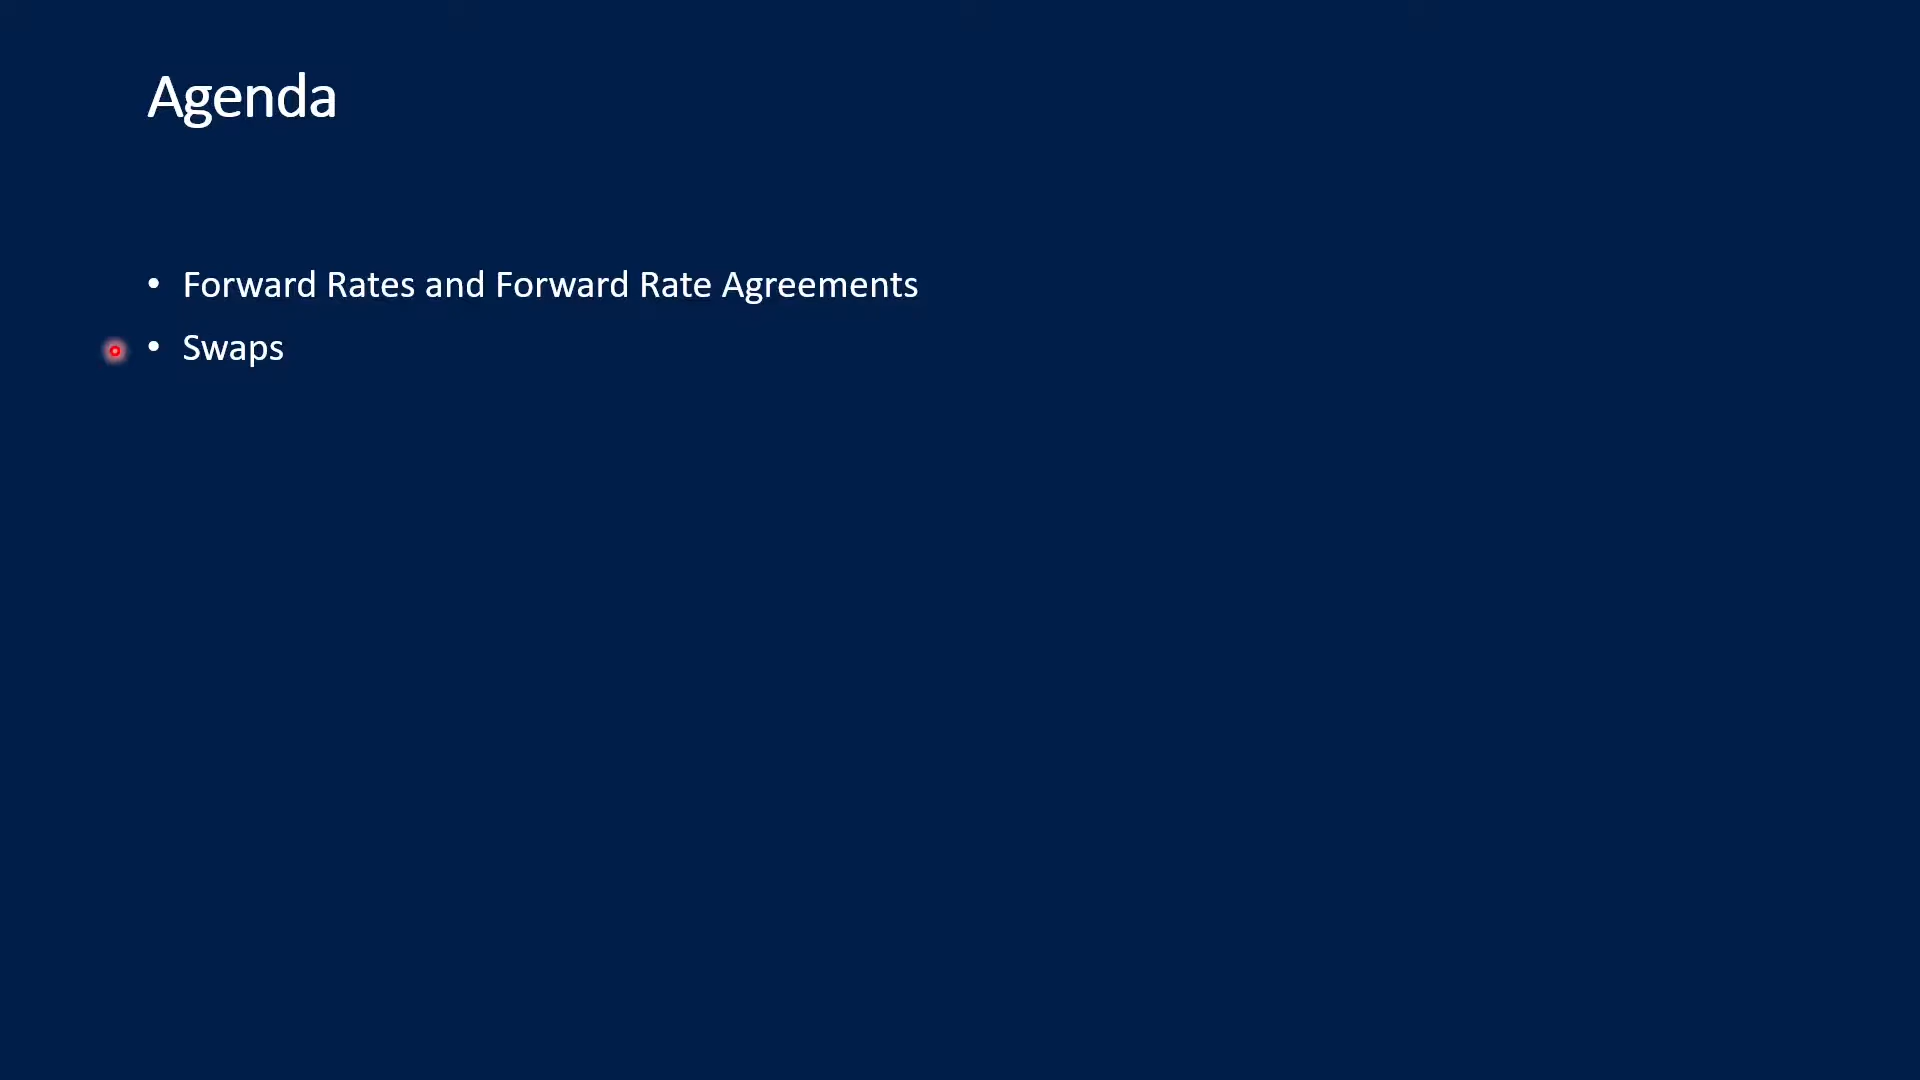 Agenda
• Forward Rates and Forward Rate Agreements
• Swaps